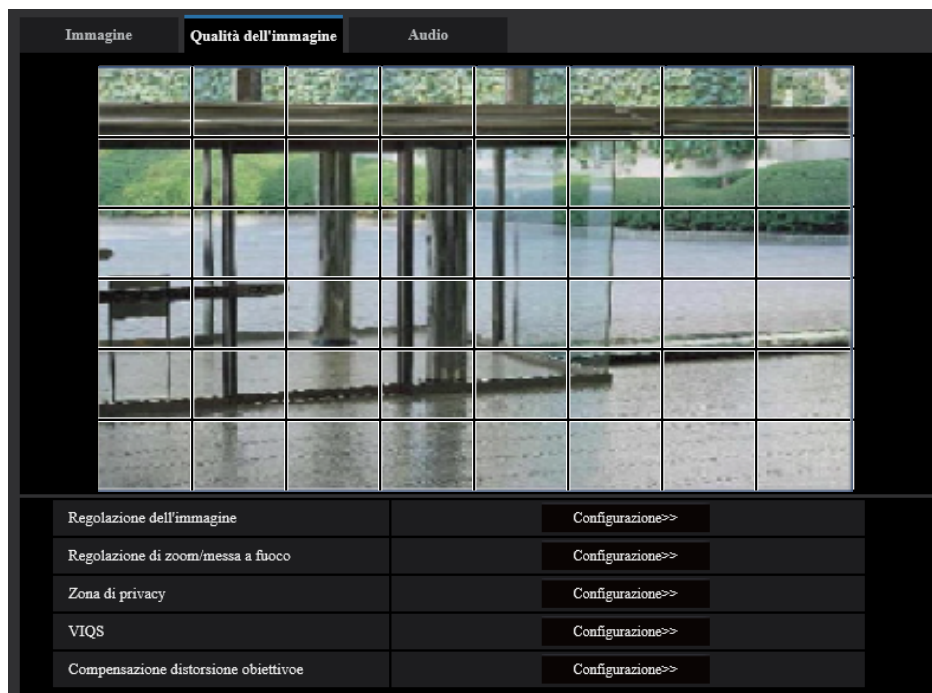 Immagine
Qualità dell'immagine
Audio
Regolazione dell'immagine
Configurazione>>
Regolazione di zoom/messa a fuoco
Configurazione>>
Zona di privacy
Configurazione>>
VIQS
Configurazione>>
Compensazione distorsione obiettivoe
Configurazione>>